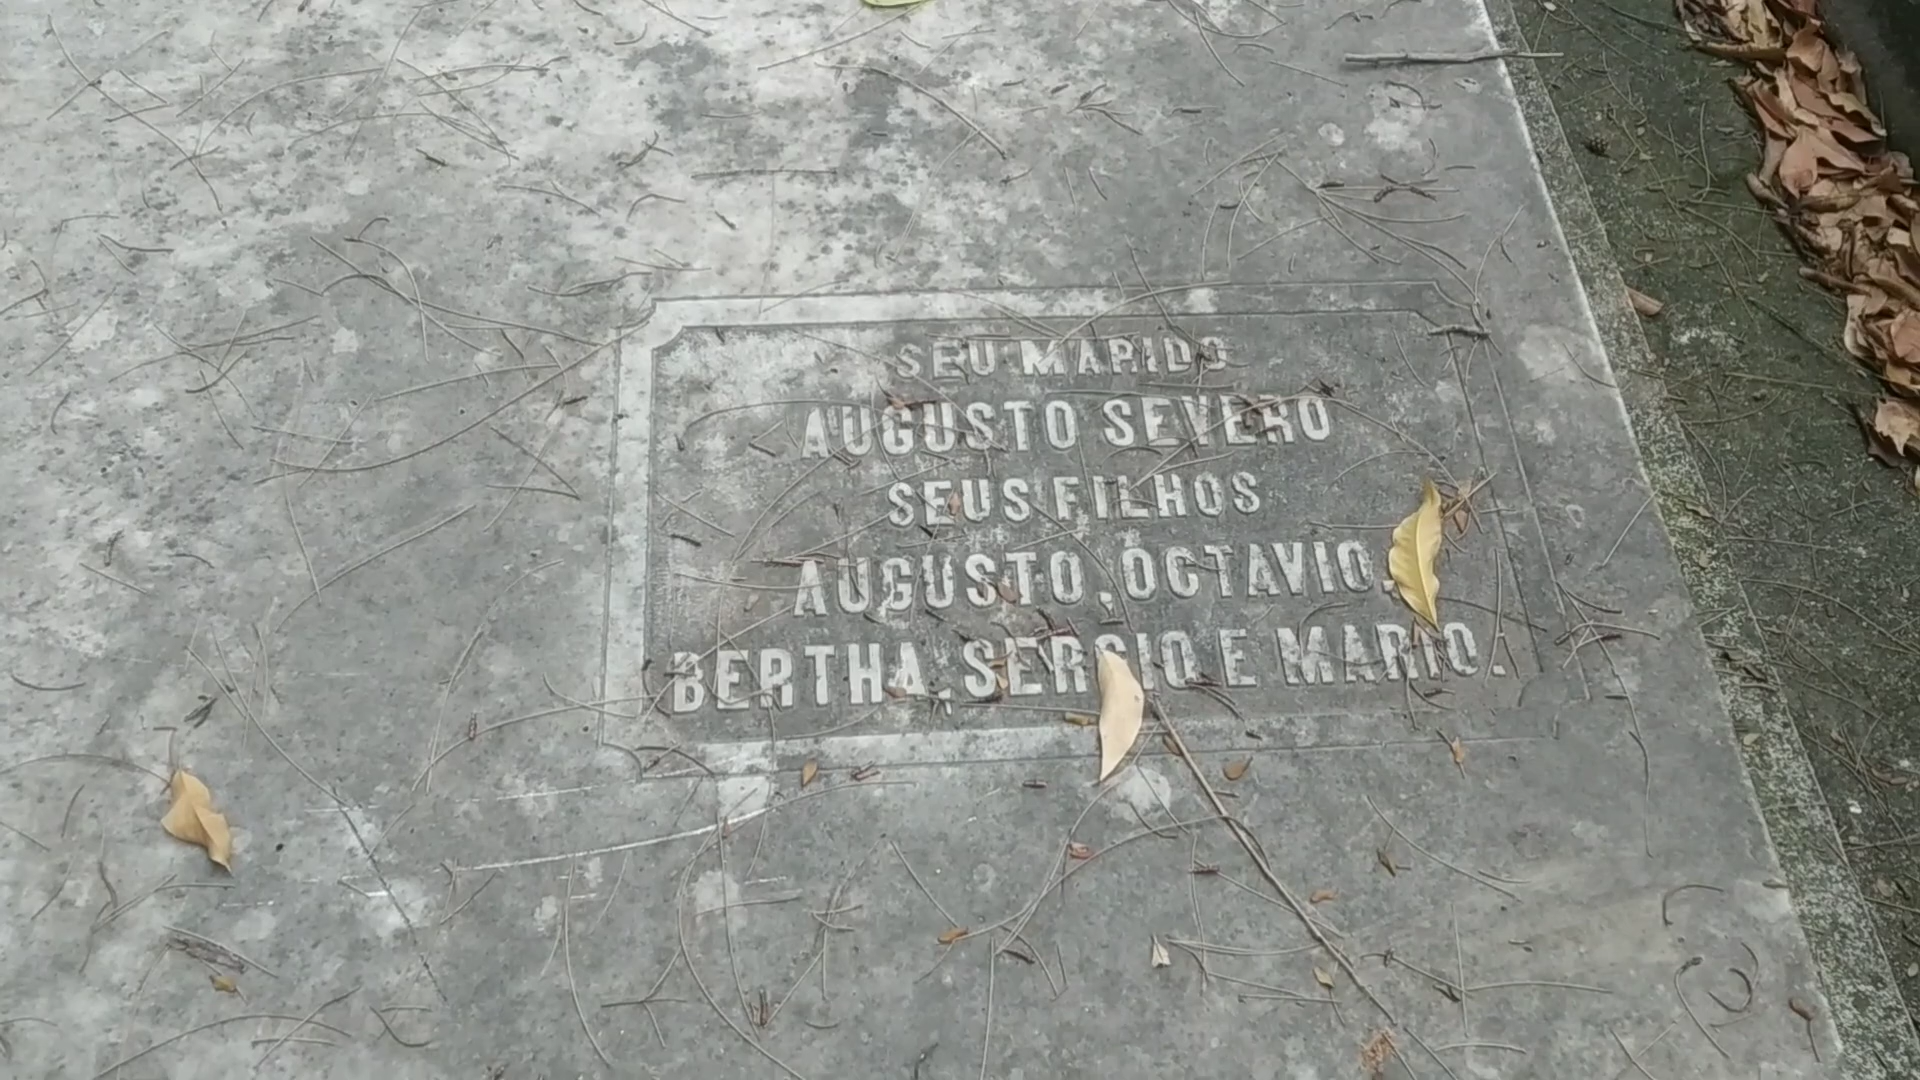 SEU MARIDO
AUGUSTO SEVERO
SEUS FILHOS
AUGUSTO, OCTAVIO,
BERTHA, SERGIO E MARIO.